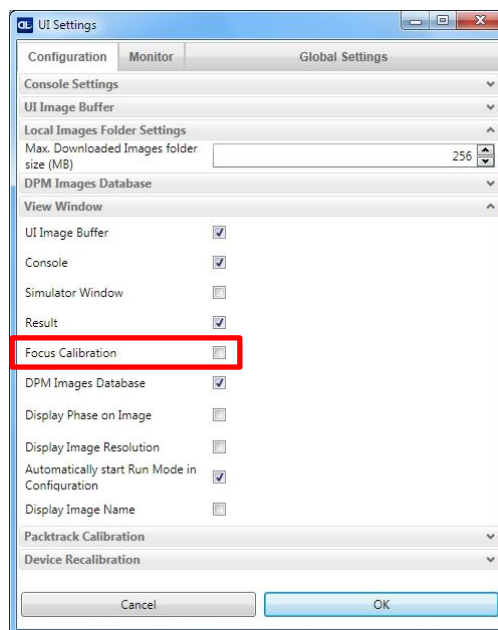 DL UI Settings
Configuration Monitor Global Settings
Console Settings
UI Image Buffer
Local Images Folder Settings
Max. Downloaded Images folder
size (MB)
256
DPM Images Database
View Window
UI Image Buffer
Console
Simulator Window
Result
Focus Calibration
DPM Images Database
Display Phase on Image
Display Image Resolution
Automatically start Run Mode in
Configuration
Display Image Name
Packtrack Calibration
Device Recalibration
Cancel OK